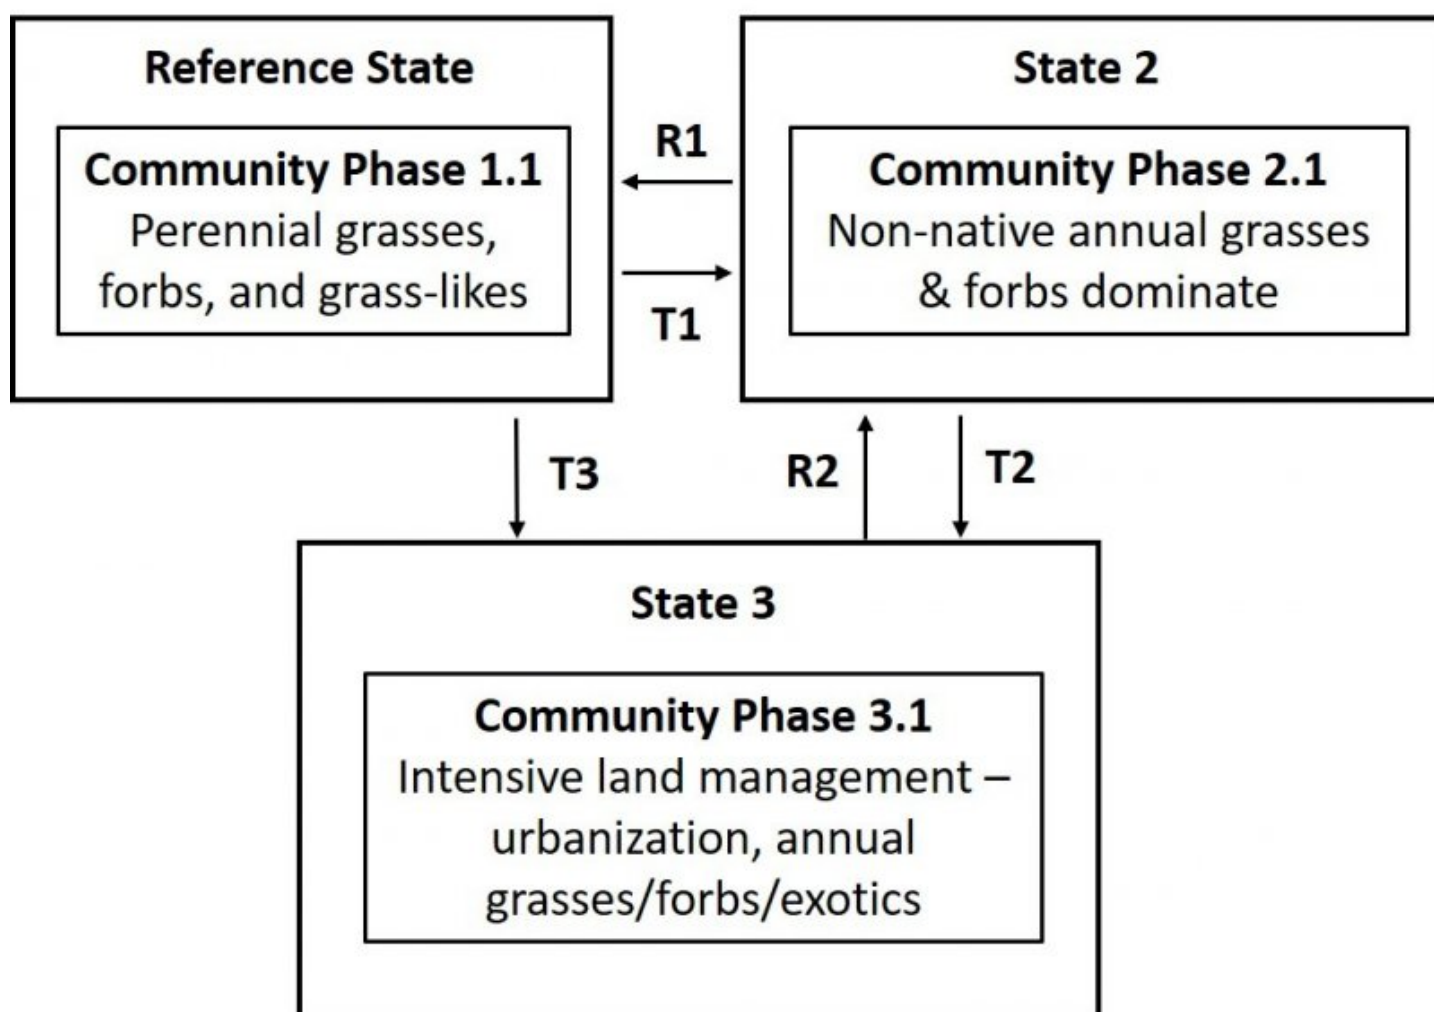 Reference State
Community Phase 1.1
Perennial grasses,
forbs, and grass-likes
R1
T1
State 2
Community Phase 2.1
Non-native annual grasses
& forbs dominate
T3
R2
T2
State 3
Community Phase 3.1
Intensive land management –
urbanization, annual
grasses/forbs/exotics